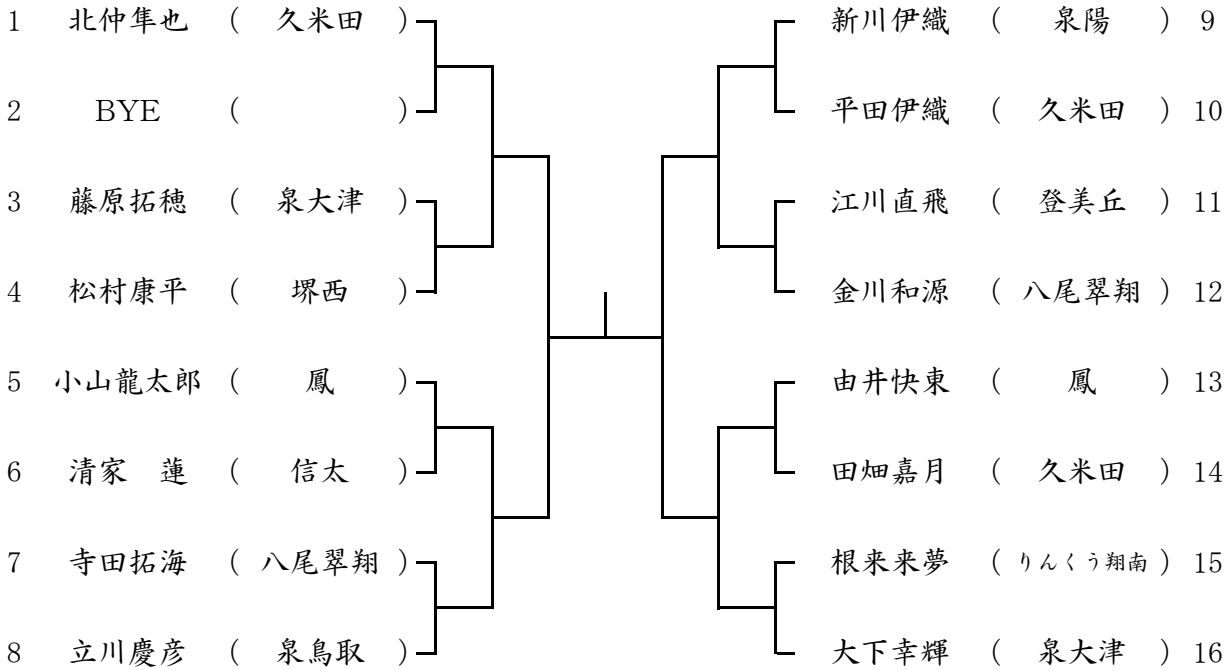 1 北仲隼也 ( 久米田 )
2 BYE ( )
3 藤原拓穂 ( 泉大津 )
4 松村康平 ( 堺西 )
5 小山龍太郎 ( 鳳 )
6 清家　蓮 ( 信太 )
7 寺田拓海 ( 八尾翠翔 )
8 立川慶彦 ( 泉鳥取 )
新川伊織 ( 泉陽 ) 9
平田伊織 ( 久米田 ) 10
江川直飛 ( 登美丘 ) 11
金川和源 ( 八尾翠翔 ) 12
由井快東 ( 鳳 ) 13
田畑嘉月 ( 久米田 ) 14
根来来夢 ( りんくう翔南 ) 15
大下幸輝 ( 泉大津 ) 16